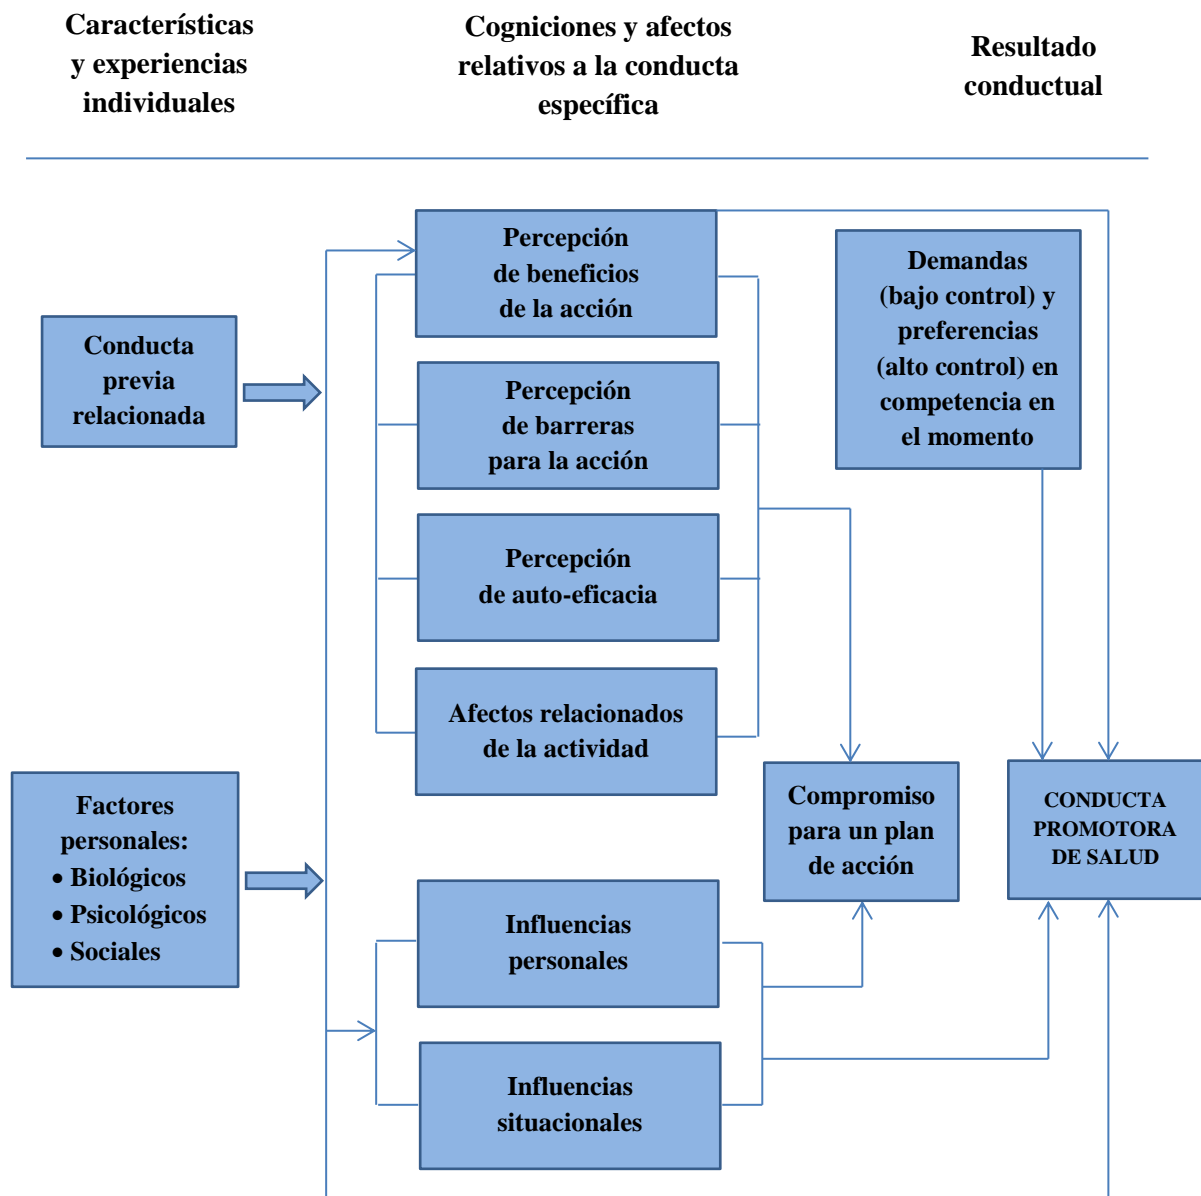 Características
y experiencias
individuales
Cogniciones y afectos
relativos a la conducta
específica
Resultado
conductual
Conducta
previa
relacionada
Factores
personales:
• Biológicos
• Psicológicos
• Sociales
Percepción
de beneficios
de la acción
Percepción
de barreras
para la acción
Percepción
de auto-eficacia
Afectos relacionados
de la actividad
Influencias
personales
Influencias
situacionales
Demandas
(bajo control) y
preferencias
(alto control) en
competencia en
el momento
Compromiso
para un plan
de acción
CONDUCTA
PROMOTORA
DE SALUD